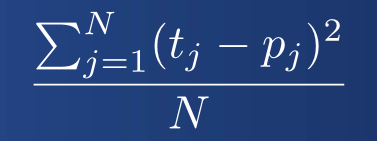 ∑_{j=1}^{N}(t_j − p_j)^2
N